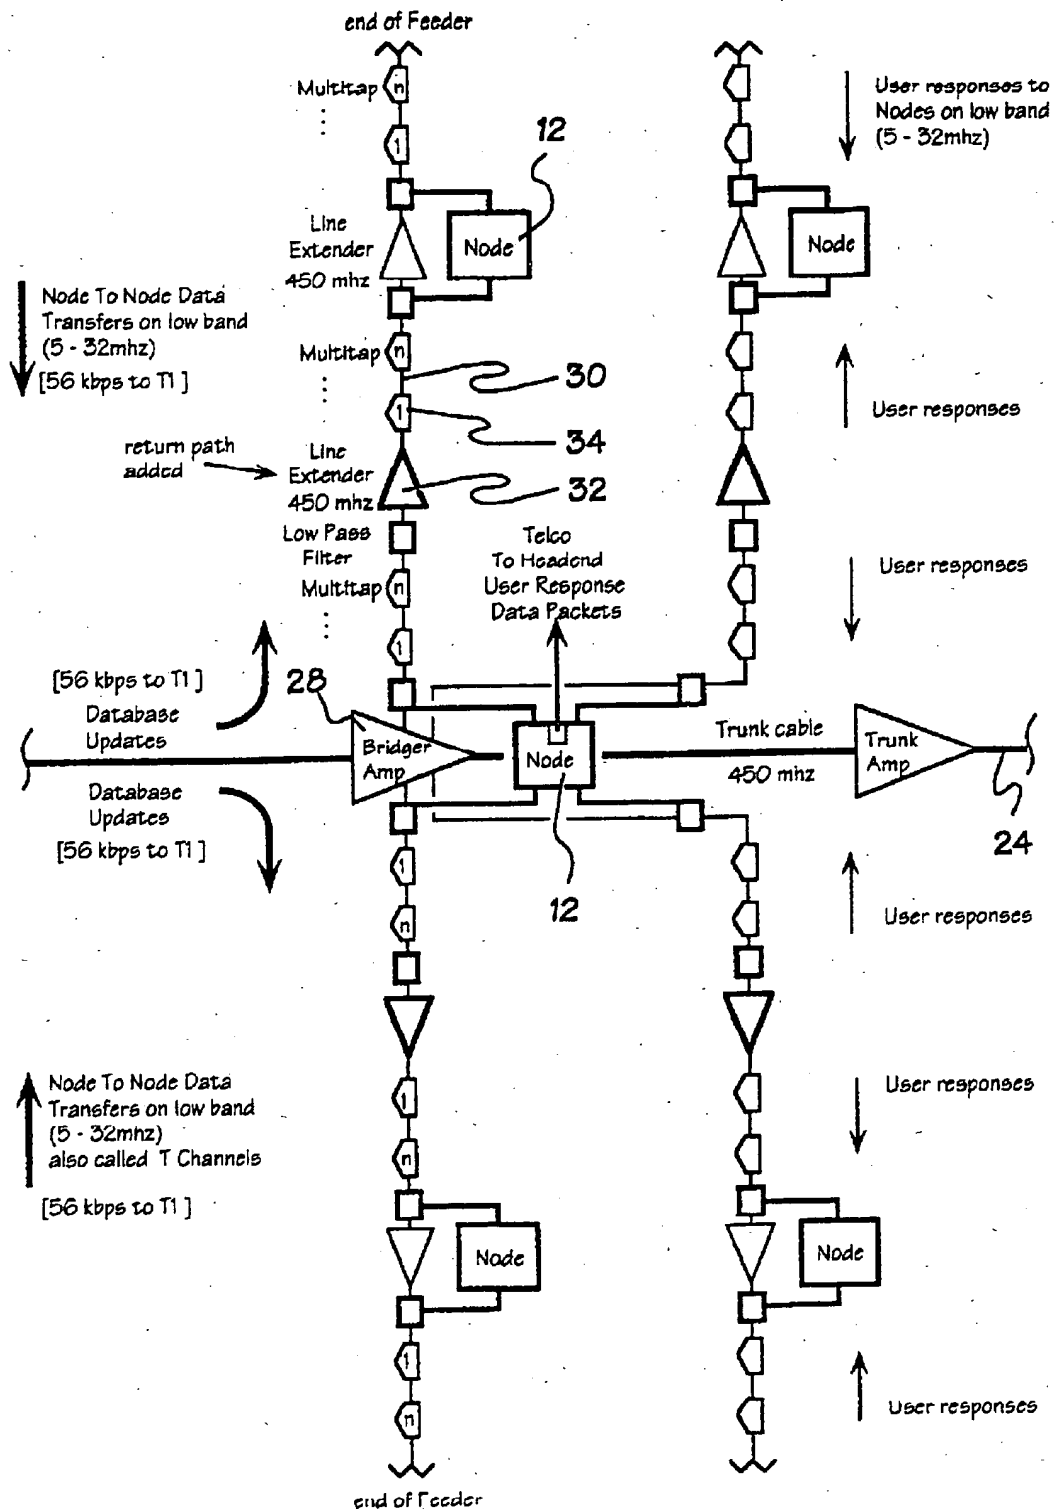 end of Feeder
Multitap
n
User responses to
Nodes on low band
(5 - 32mhz)
1
12
Line
Extender
450 mhz
Node
Node
Node To Node Data
Transfers on low band
(5 - 32mhz)
[56 kbps to T1]
Multitap
n
30
User responses
1
34
return path
added
Line
Extender
450 mhz
32
Low Pass
Filter
Telco
To Headend
User Response
Data Packets
User responses
Multitap
n
1
[56 kbps to T1]
28
Database
Updates
Bridger
Amp
Node
Trunk cable
450 mhz
Trunk
Amp
Database
Updates
[56 kbps to T1]
24
1
12
User responses
n
Node To Node Data
Transfers on low band
(5 - 32mhz)
also called T Channels
[56 kbps to T1]
1
User responses
n
Node
Node
1
User responses
n
end of Feeder